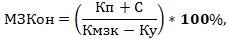 МЗКон = (Кп + С / Кмзк − Ку) * 100%,